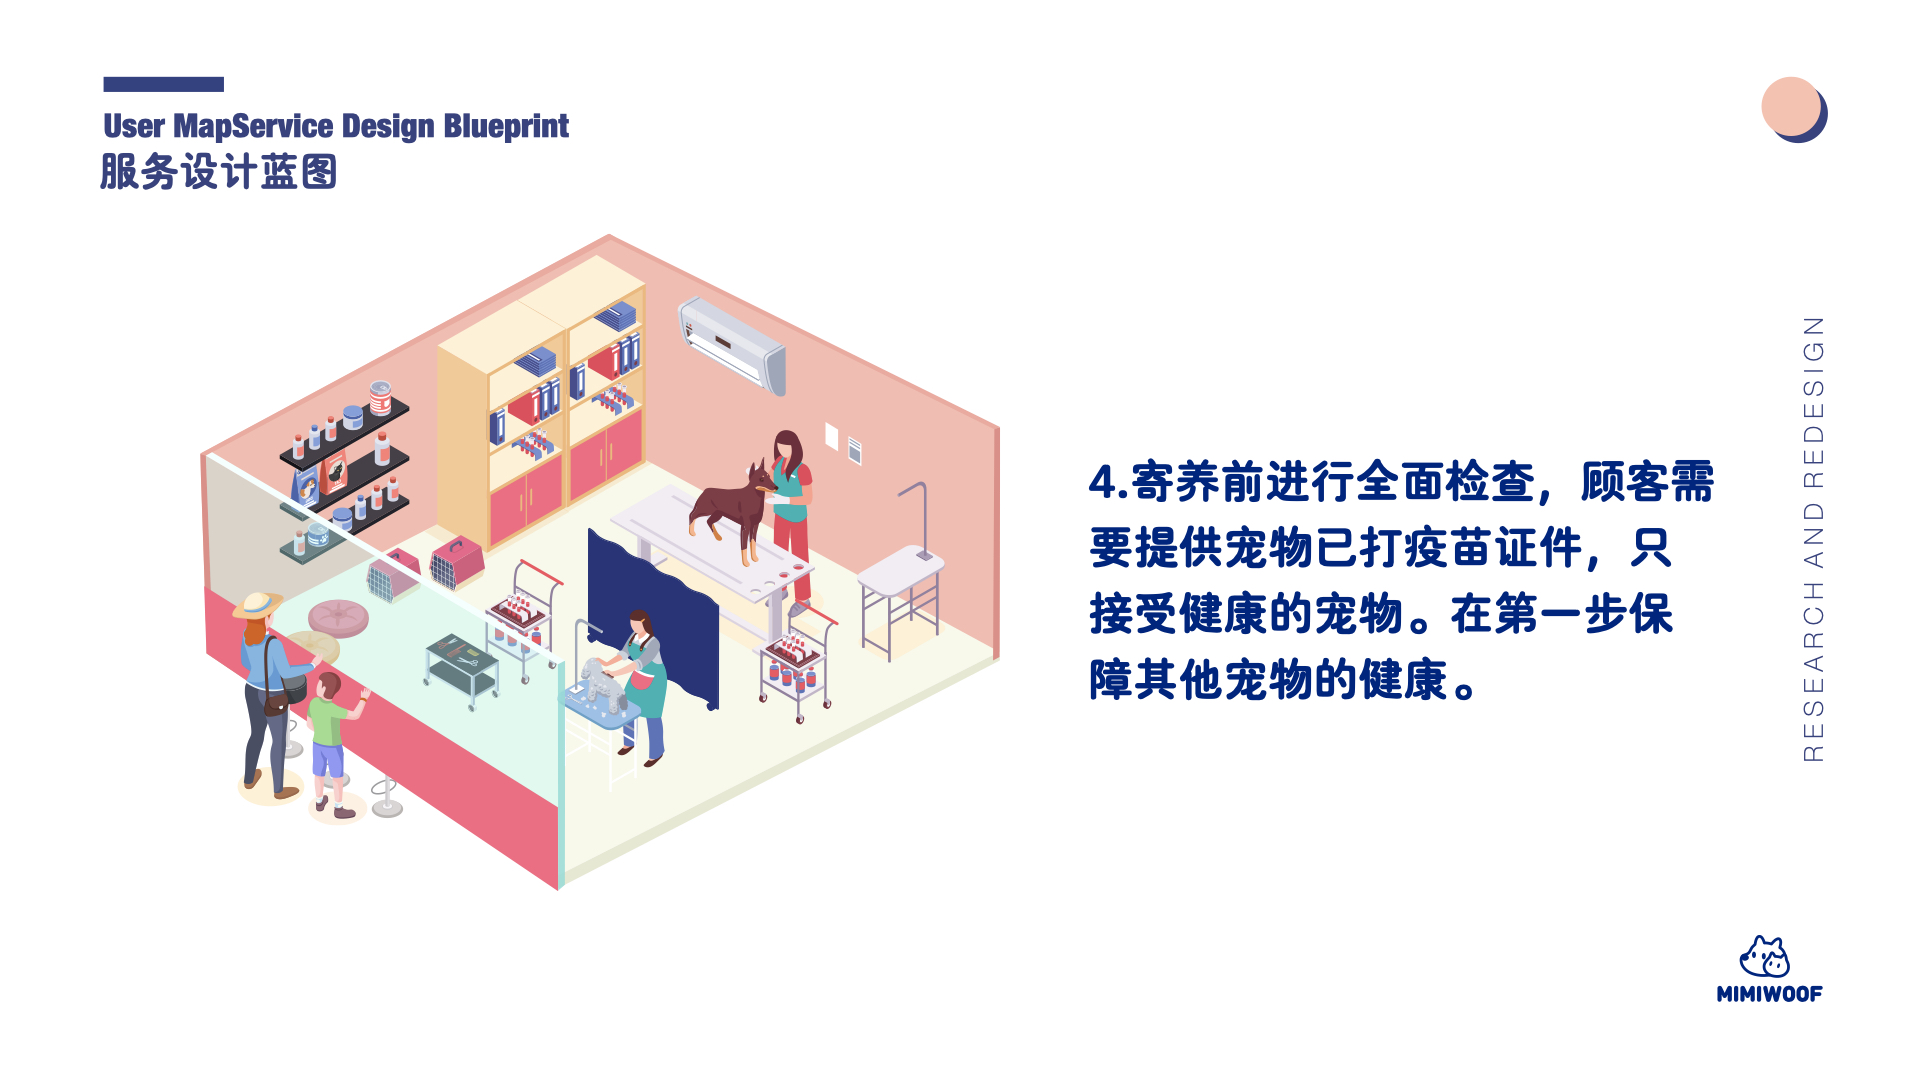 User MapService Design Blueprint
服务设计蓝图
4.寄养前进行全面检查，顾客需
要提供宠物已打疫苗证件，只
接受健康的宠物。在第一步保
障其他宠物的健康。
RESEARCH AND REDESIGN
MIMIWOOF